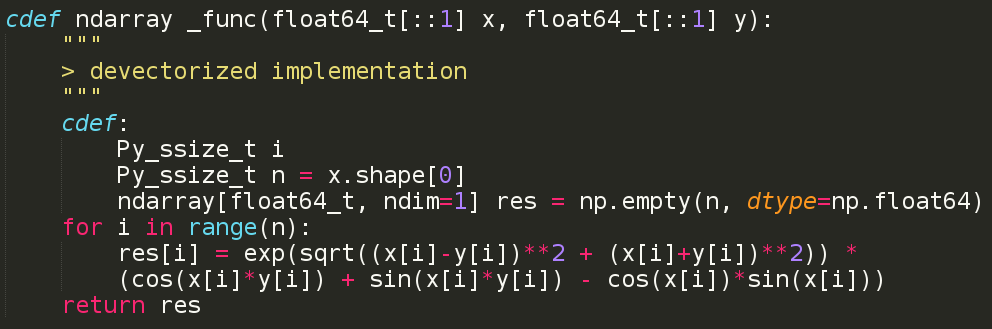 cdef ndarray _func(float64_t[::1] x, float64_t[::1] y):
    """
    > devectorized implementation
    """
    cdef:
        Py_ssize_t i
        Py_ssize_t n = x.shape[0]
        ndarray[float64_t, ndim=1] res = np.empty(n, dtype=np.float64)
    for i in range(n):
        res[i] = exp(sqrt((x[i]-y[i])**2 + (x[i]+y[i])**2)) *
        (cos(x[i]*y[i]) + sin(x[i]*y[i]) - cos(x[i])*sin(x[i]))
    return res